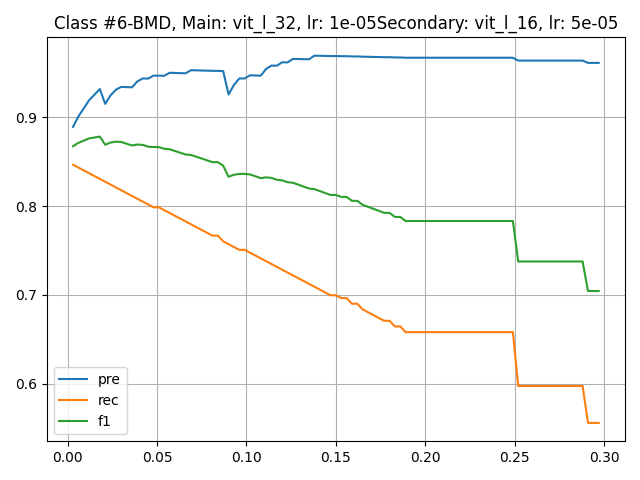 Class #6-BMD, Main: vit_l_32, lr: 1e-05Secondary: vit_l_16, lr: 5e-05
0.9
0.8
0.7
0.6
pre
rec
f1
0.00 0.05 0.10 0.15 0.20 0.25 0.30